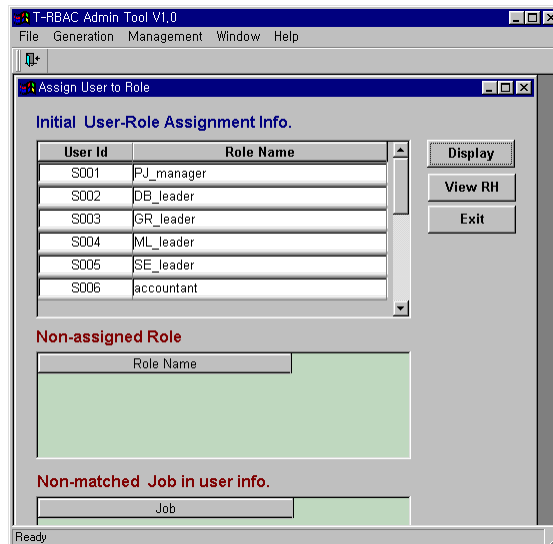 T-RBAC Admin Tool V1,0
File Generation Management Window Help
Assign User to Role
Initial User-Role Assignment Info.
User Id Role Name
S001 PJ_manager
S002 DB_leader
S003 GR_leader
S004 ML_leader
S005 SE_leader
S006 accountant
Display
View RH
Exit
Non-assigned Role
Role Name
Non-matched Job in user info.
Job
Ready